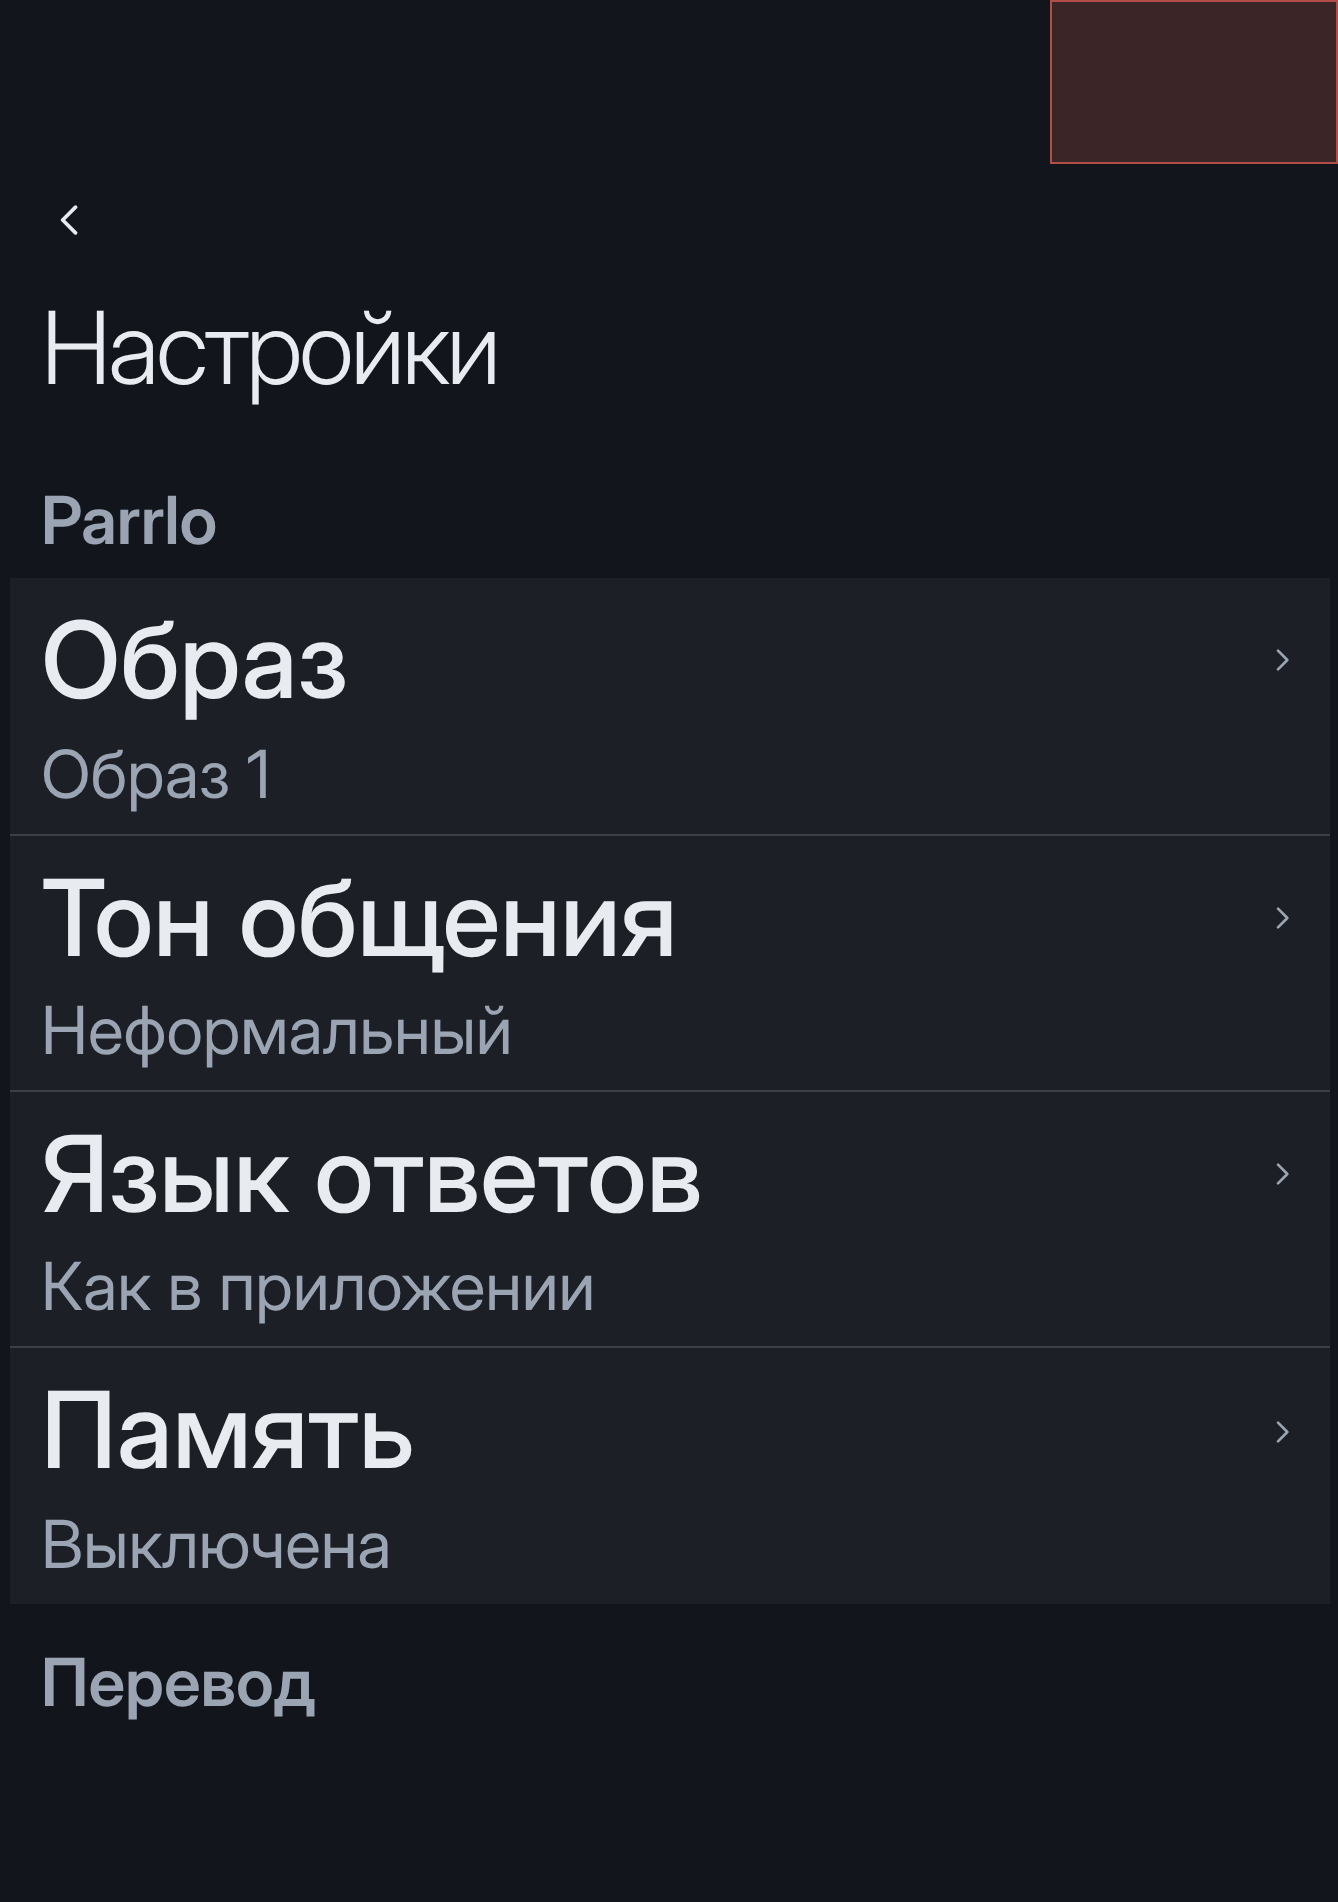 Настройки
Parrlo
Образ
Образ 1
Тон общения
Неформальный
Язык ответов
Как в приложении
Память
Выключена
Перевод